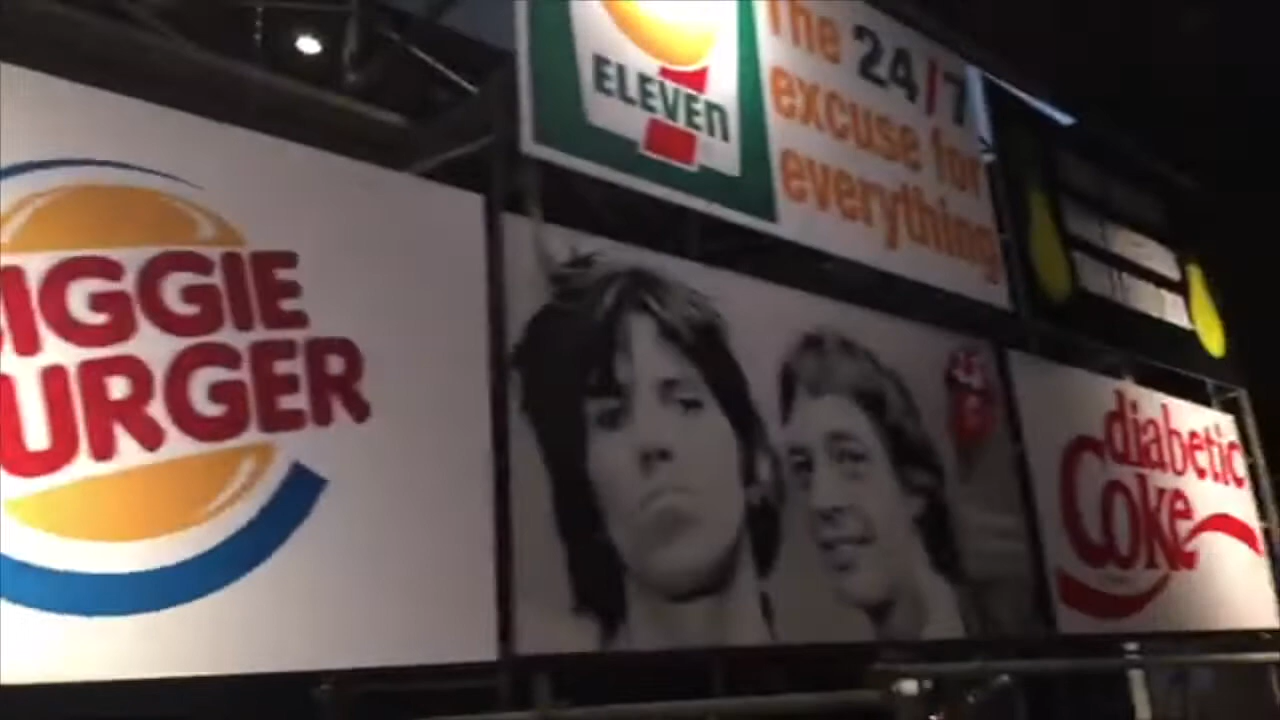 IGGIE
URGER
ELEVEn
The 24/7
excuse for
everything
diabetic
Coke